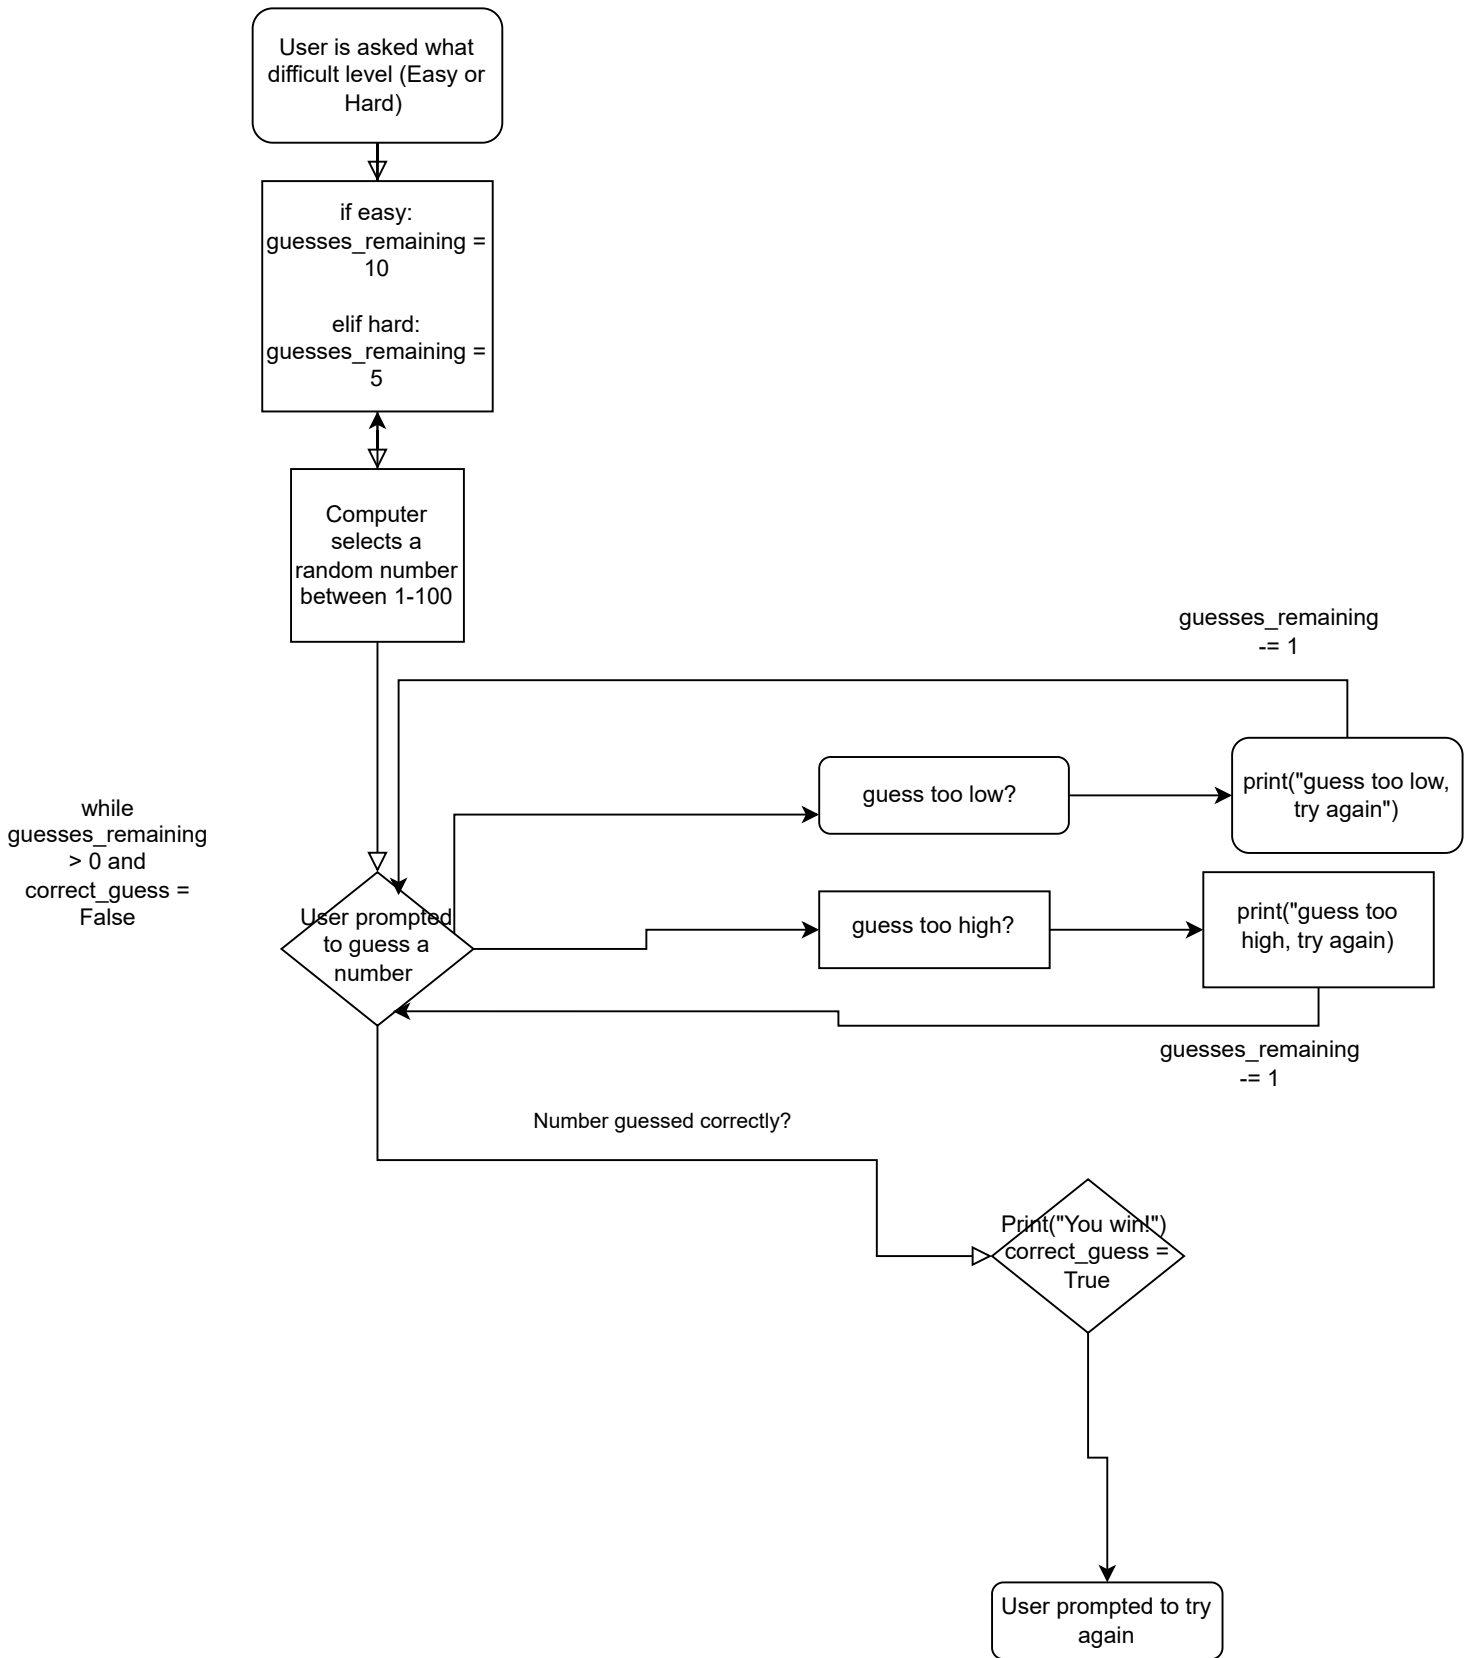 User is asked what
difficult level (Easy or
Hard)
if easy:
guesses_remaining =
10
elif hard:
guesses_remaining =
5
Computer
selects a
random number
between 1-100
guesses_remaining
-= 1
guess too low?
print("guess too low,
try again")
while
guesses_remaining
> 0 and
correct_guess =
False
User prompted
to guess a
number
guess too high?
print("guess too
high, try again)
guesses_remaining
-= 1
Number guessed correctly?
Print("You win!")
correct_guess =
True
User prompted to try
again